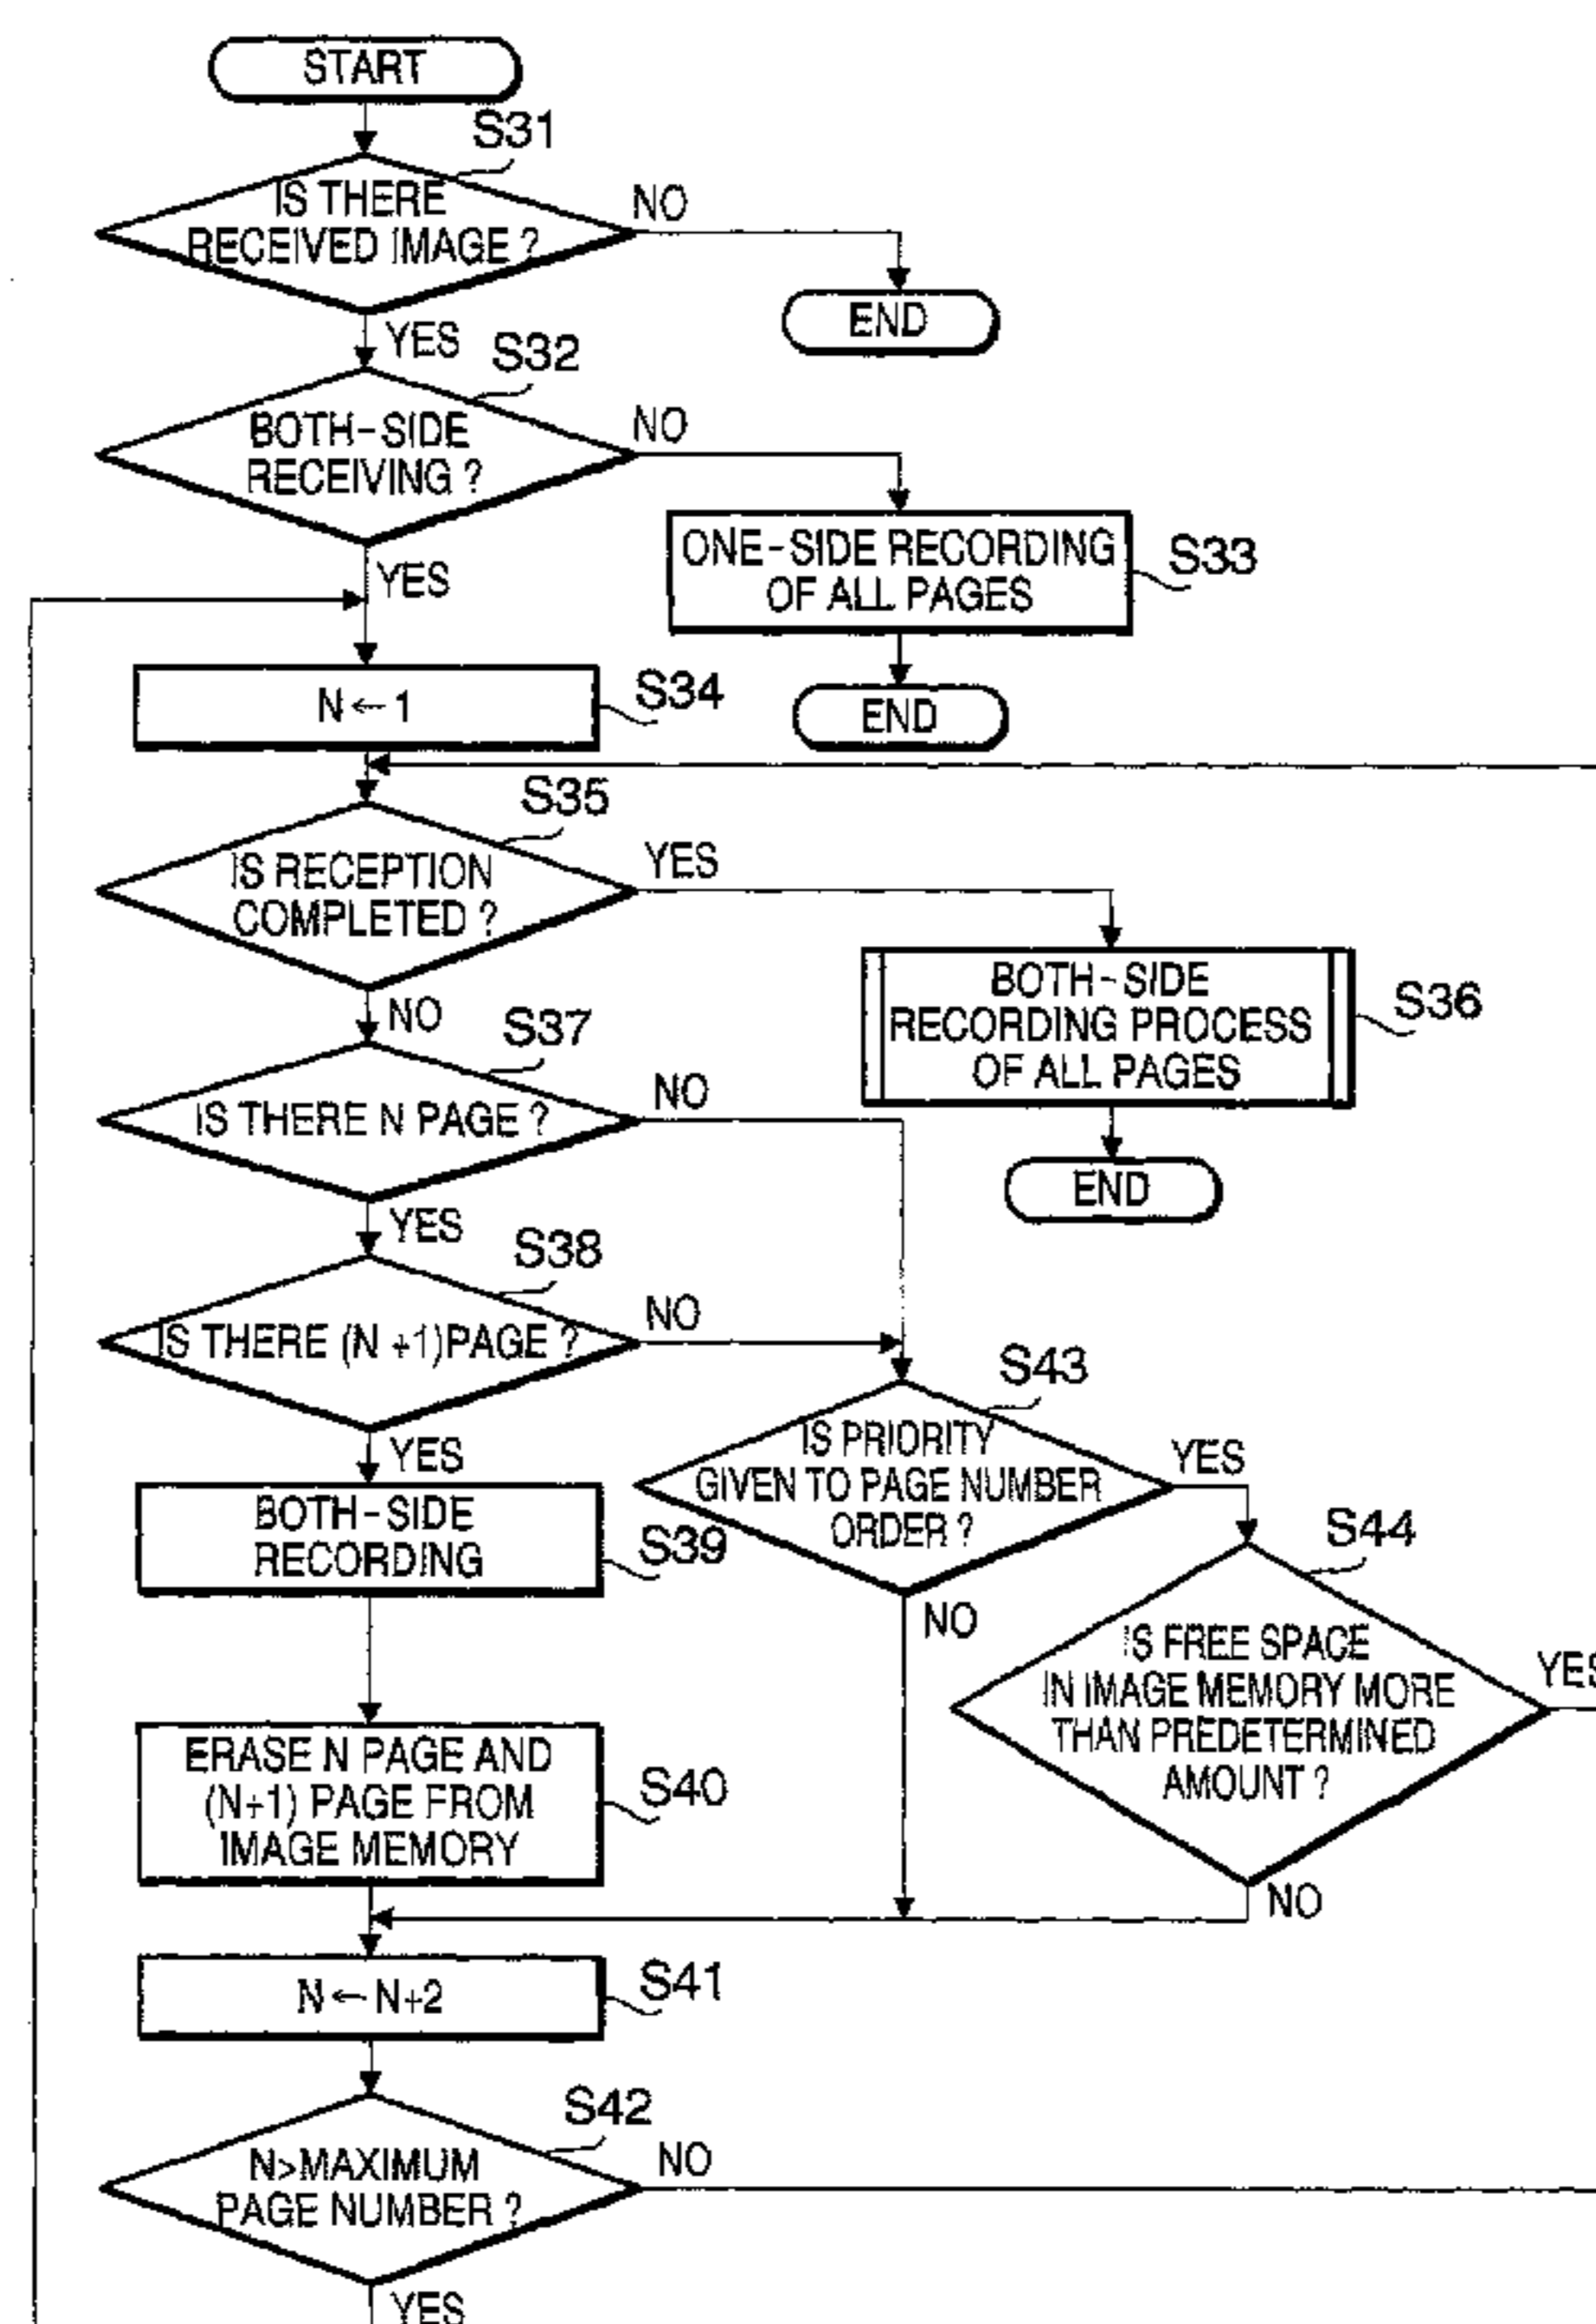 START
S31
IS THERE
RECEIVED IMAGE ?
NO
END
YES
S32
BOTH-SIDE
RECEIVING ?
NO
ONE-SIDE RECORDING
OF ALL PAGES
S33
END
YES
N←1
S34
S35
IS RECEPTION
COMPLETED ?
YES
BOTH-SIDE
RECORDING PROCESS
OF ALL PAGES
S36
END
NO
S37
IS THERE N PAGE ?
NO
YES
S38
IS THERE (N +1)PAGE ?
NO
S43
IS PRIORITY
GIVEN TO PAGE NUMBER
ORDER ?
YES
NO
S44
IS FREE SPACE
IN IMAGE MEMORY MORE
THAN PREDETERMINED
AMOUNT ?
YES
NO
YES
BOTH-SIDE
RECORDING
S39
ERASE N PAGE AND
(N+1) PAGE FROM
IMAGE MEMORY
S40
N←N+2
S41
S42
N>MAXIMUM
PAGE NUMBER ?
NO
YES